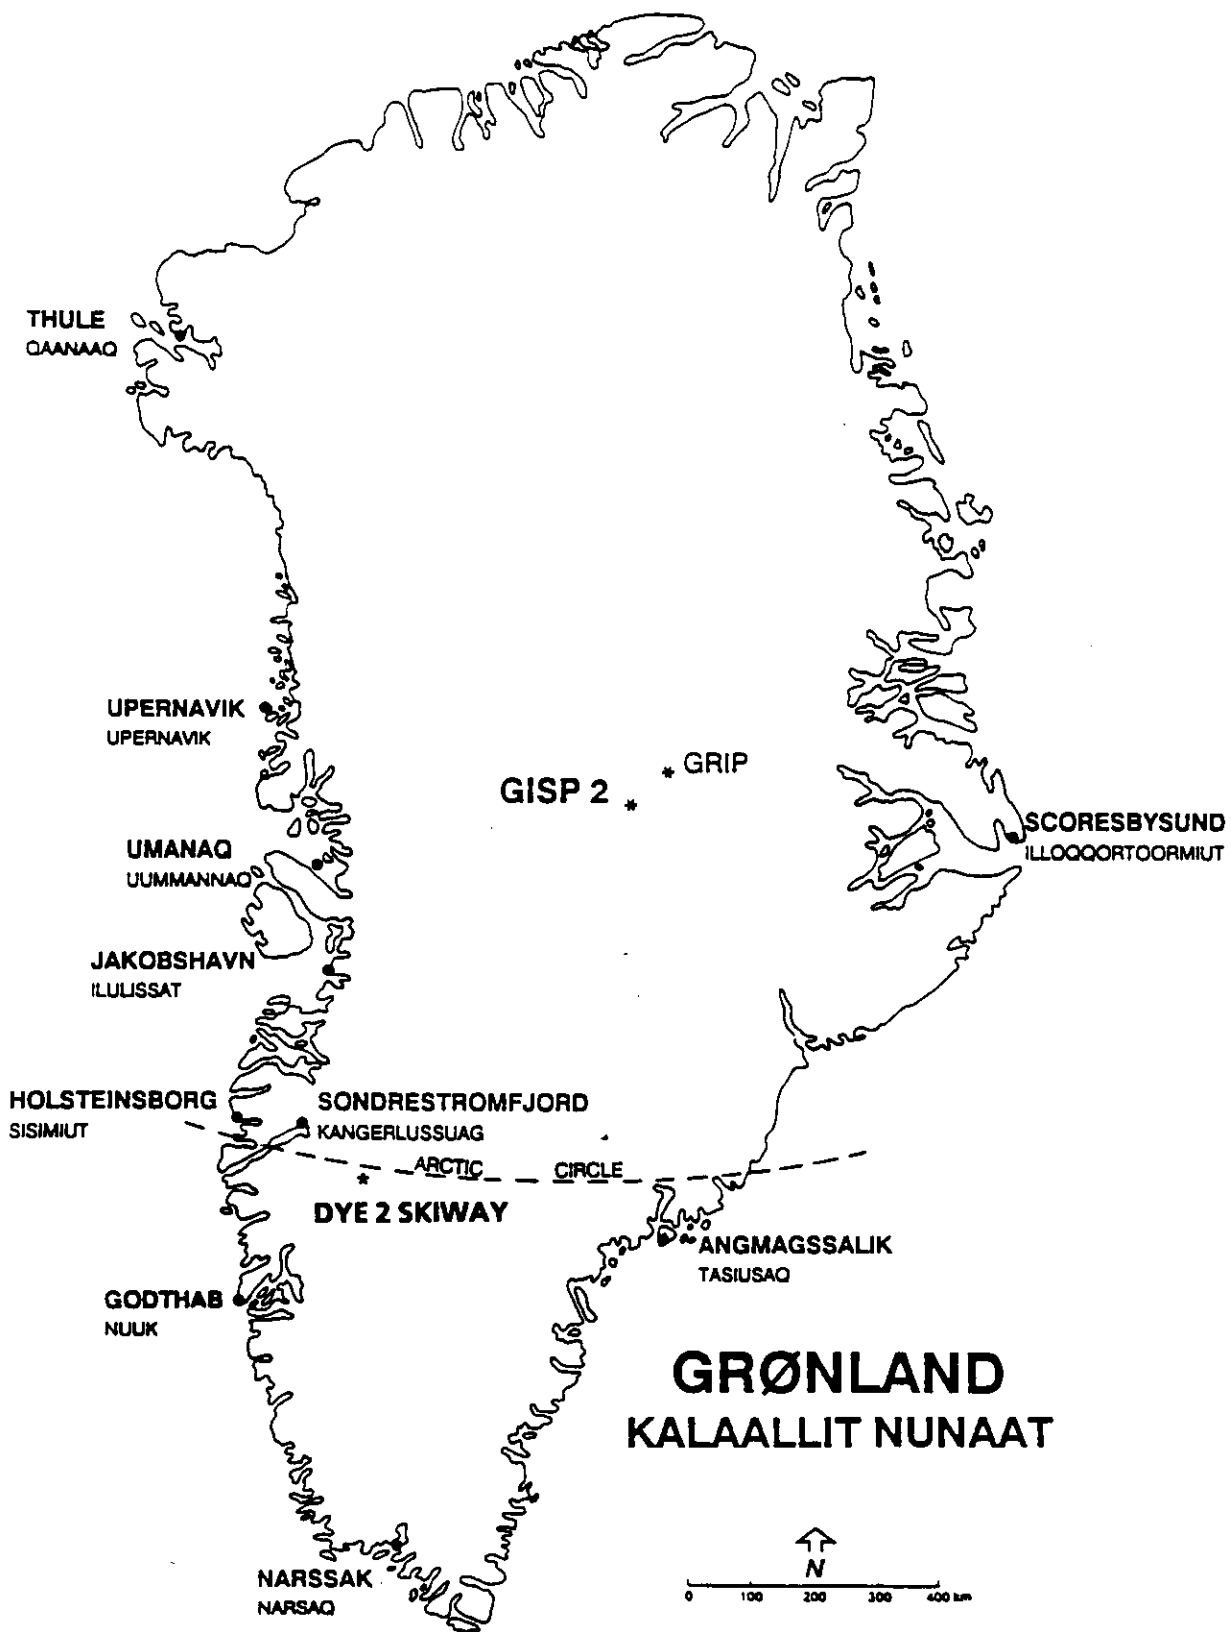 THULE
QAANAAQ
UPERNAVIK
UPERNAVIK
GRIP
GISP 2
SCORESBYSUND
ILLOQQORTOORMIUT
UMANAQ
UUMMANNAQ
JAKOBSHAVN
ILULISSAT
HOLSTEINSBORG
SISIMIUT
SONDRESTROMFJORD
KANGERLUSSUAG
ARCTIC CIRCLE
DYE 2 SKIWAY
ANGMAGSSALIK
TASIUSAQ
GODTHAB
NUUK
GRØNLAND
KALAALLIT NUNAAT
N
NARSSAK
NARSAQ
0 100 200 300 400 km